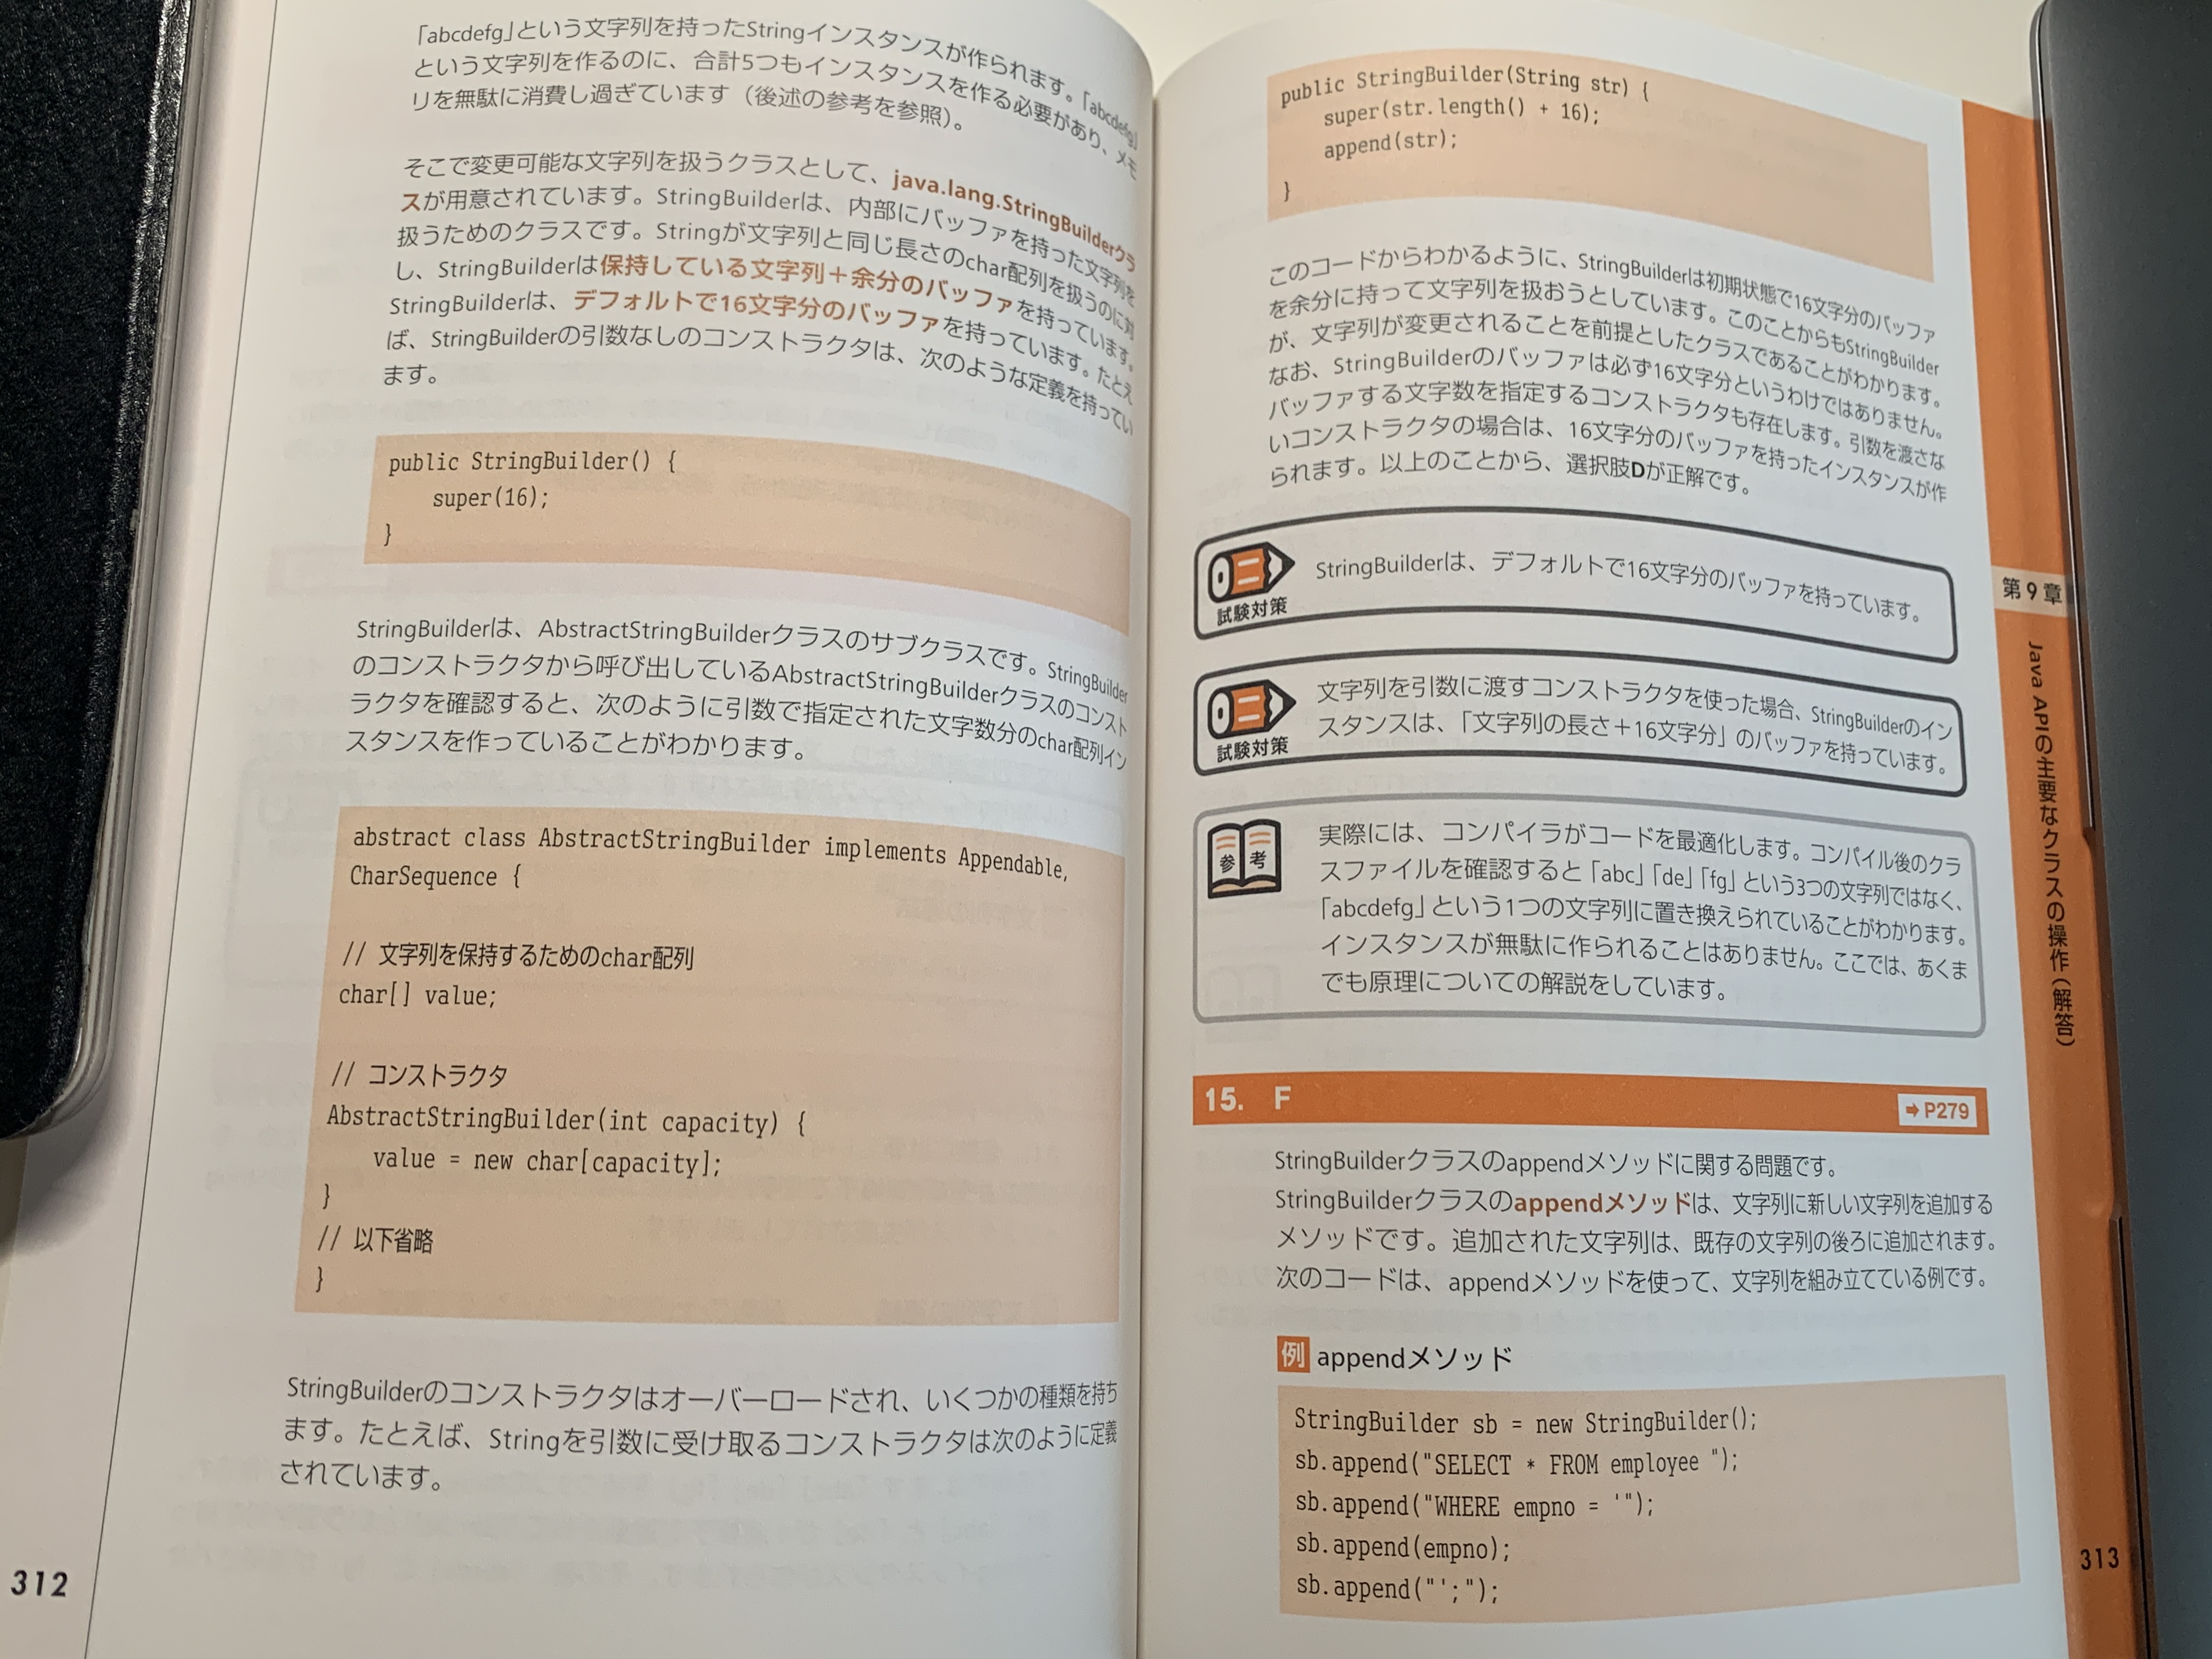 「abcdefg」という文字列を持ったStringインスタンスが作られます。「abcdefg」
という文字列を作るのに、合計5つもインスタンスを作る必要があり、メモ
リを無駄に消費し過ぎています（後述の参考を参照）。
そこで変更可能な文字列を扱うクラスとして、java.lang.StringBuilderクラ
スが用意されています。StringBuilderは、内部にバッファを持った文字列を
扱うためのクラスです。Stringが文字列と同じ長さのchar配列を扱うのに対
し、StringBuilderは保持している文字列＋余分のバッファを持っています。
StringBuilderは、デフォルトで16文字分のバッファを持っています。たとえ
ば、StringBuilderの引数なしのコンストラクタは、次のような定義を持ってい
ます。
public StringBuilder() {
    super(16);
}
StringBuilderは、AbstractStringBuilderクラスのサブクラスです。StringBuilder
のコンストラクタから呼び出しているAbstractStringBuilderクラスのコンスト
ラクタを確認すると、次のように引数で指定された文字数分のchar配列イン
スタンスを作っていることがわかります。
abstract class AbstractStringBuilder implements Appendable,
CharSequence {
// 文字列を保持するためのchar配列
char[] value;
// コンストラクタ
AbstractStringBuilder(int capacity) {
    value = new char[capacity];
}
// 以下省略
}
StringBuilderのコンストラクタはオーバーロードされ、いくつかの種類を持ち
ます。たとえば、Stringを引数に受け取るコンストラクタは次のように定義
されています。
312
public StringBuilder(String str) {
    super(str.length() + 16);
    append(str);
}
このコードからわかるように、StringBuilderは初期状態で16文字分のバッファ
を余分に持って文字列を扱おうとしています。このことからもStringBuilder
が、文字列が変更されることを前提としたクラスであることがわかります。
なお、StringBuilderのバッファは必ず16文字分というわけではありません。
バッファする文字数を指定するコンストラクタも存在します。引数を渡さな
いコンストラクタの場合は、16文字分のバッファを持ったインスタンスが作
られます。以上のことから、選択肢Dが正解です。
試験対策
StringBuilderは、デフォルトで16文字分のバッファを持っています。
試験対策
文字列を引数に渡すコンストラクタを使った場合、StringBuilderのイン
スタンスは、「文字列の長さ＋16文字分」のバッファを持っています。
参考
実際には、コンパイラがコードを最適化します。コンパイル後のクラ
スファイルを確認すると「abc」「de」「fg」という3つの文字列ではなく、
「abcdefg」という1つの文字列に置き換えられていることがわかります。
インスタンスが無駄に作られることはありません。ここでは、あくま
でも原理についての解説をしています。
15. F
➡P279
StringBuilderクラスのappendメソッドに関する問題です。
StringBuilderクラスのappendメソッドは、文字列に新しい文字列を追加する
メソッドです。追加された文字列は、既存の文字列の後ろに追加されます。
次のコードは、appendメソッドを使って、文字列を組み立てている例です。
例 appendメソッド
StringBuilder sb = new StringBuilder();
sb.append("SELECT * FROM employee ");
sb.append("WHERE empno = '");
sb.append(empno);
sb.append("';");
第9章
Java APIの主要なクラスの操作（解答）
313